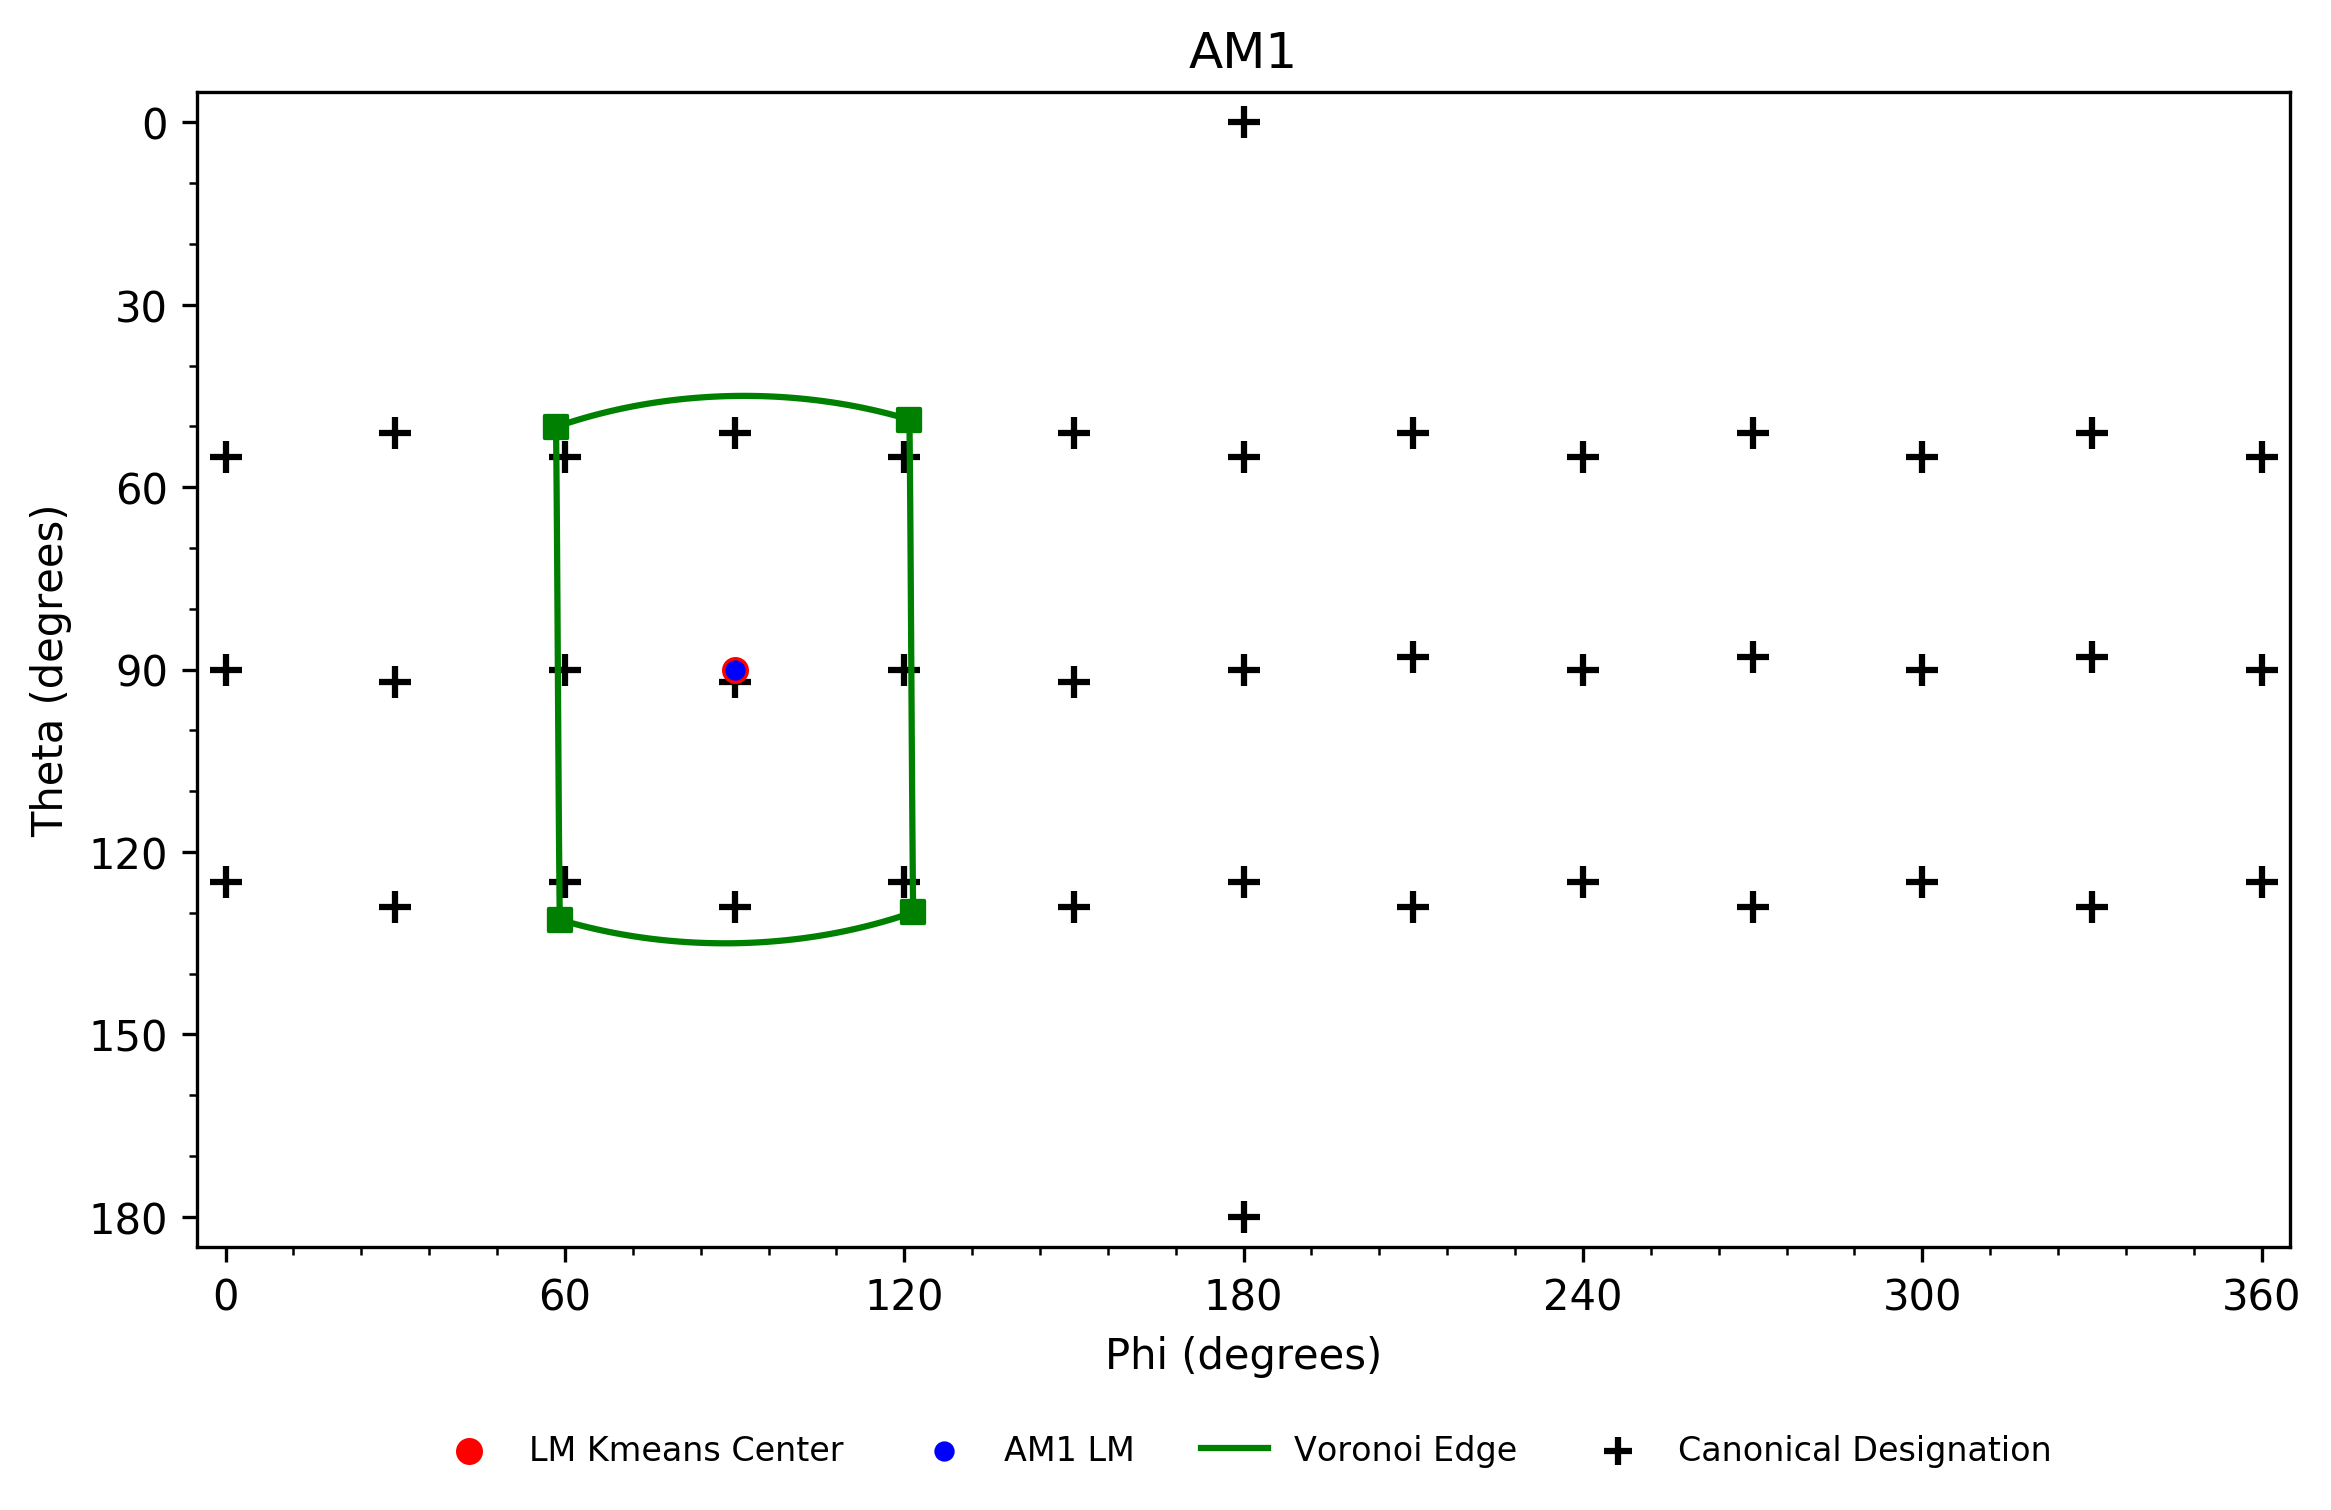 AM1
0
30
60
90
120
150
180
Theta (degrees)
0 60 120 180 240 300 360
Phi (degrees)
LM Kmeans Center AM1 LM Voronoi Edge Canonical Designation